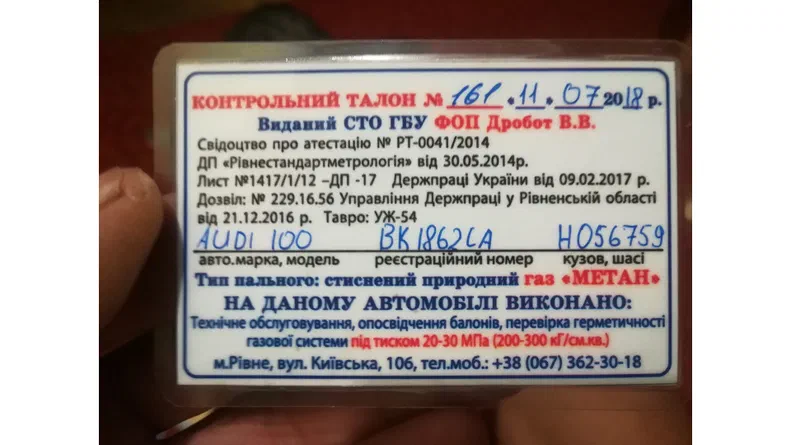 КОНТРОЛЬНИЙ ТАЛОН № 161 •11• 07 2018 р.
Виданий СТО ГБУ ФОП Дробот В.В.
Свідоцтво про атестацію № РТ-0041/2014
ДП «Рівнестандартметрологія» від 30.05.2014р.
Лист №1417/1/12 –ДП -17 Держпраці України від 09.02.2017 р.
Дозвіл: № 229.16.56 Управління Держпраці у Рівненській області
від 21.12.2016 р. Тавро: УЖ-54
AUDI 100 BK1862CA H056759
авто.марка, модель реєстраційний номер кузов, шасі
Тип пального: стиснений природний газ «МЕТАН»
НА ДАНОМУ АВТОМОБІЛІ ВИКОНАНО:
Технічне обслуговування, опосвідчення балонів, перевірка герметичності
газової системи під тиском 20-30 МПа (200-300 кГ/см.кв.)
м.Рівне, вул. Київська, 106, тел.моб.: +38 (067) 362-30-18